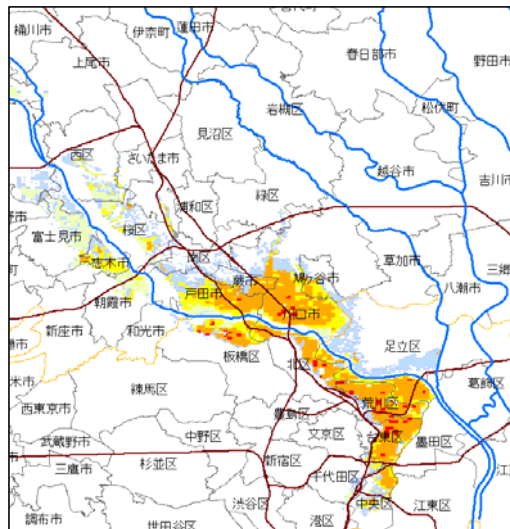 桶川市
伊奈町
蓮田市
春日部市
野田市
上尾市
松伏町
岩槻区
見沼区
西区
さいたま市
越谷市
吉川市
緑区
浦和区
桜区
富士見市
南区
草加市
三郷
志木市
蕨市
鳩ヶ谷市
八潮市
戸田市
朝霞市
川口市
新座市
和光市
足立区
板橋区
北区
葛飾区
練馬区
荒川区
西東京市
豊島区
文京区
台東区
墨田区
武蔵野市
中野区
新宿区
三鷹市
杉並区
千代田区
渋谷区
中央区
江東区
調布市
世田谷区
港区